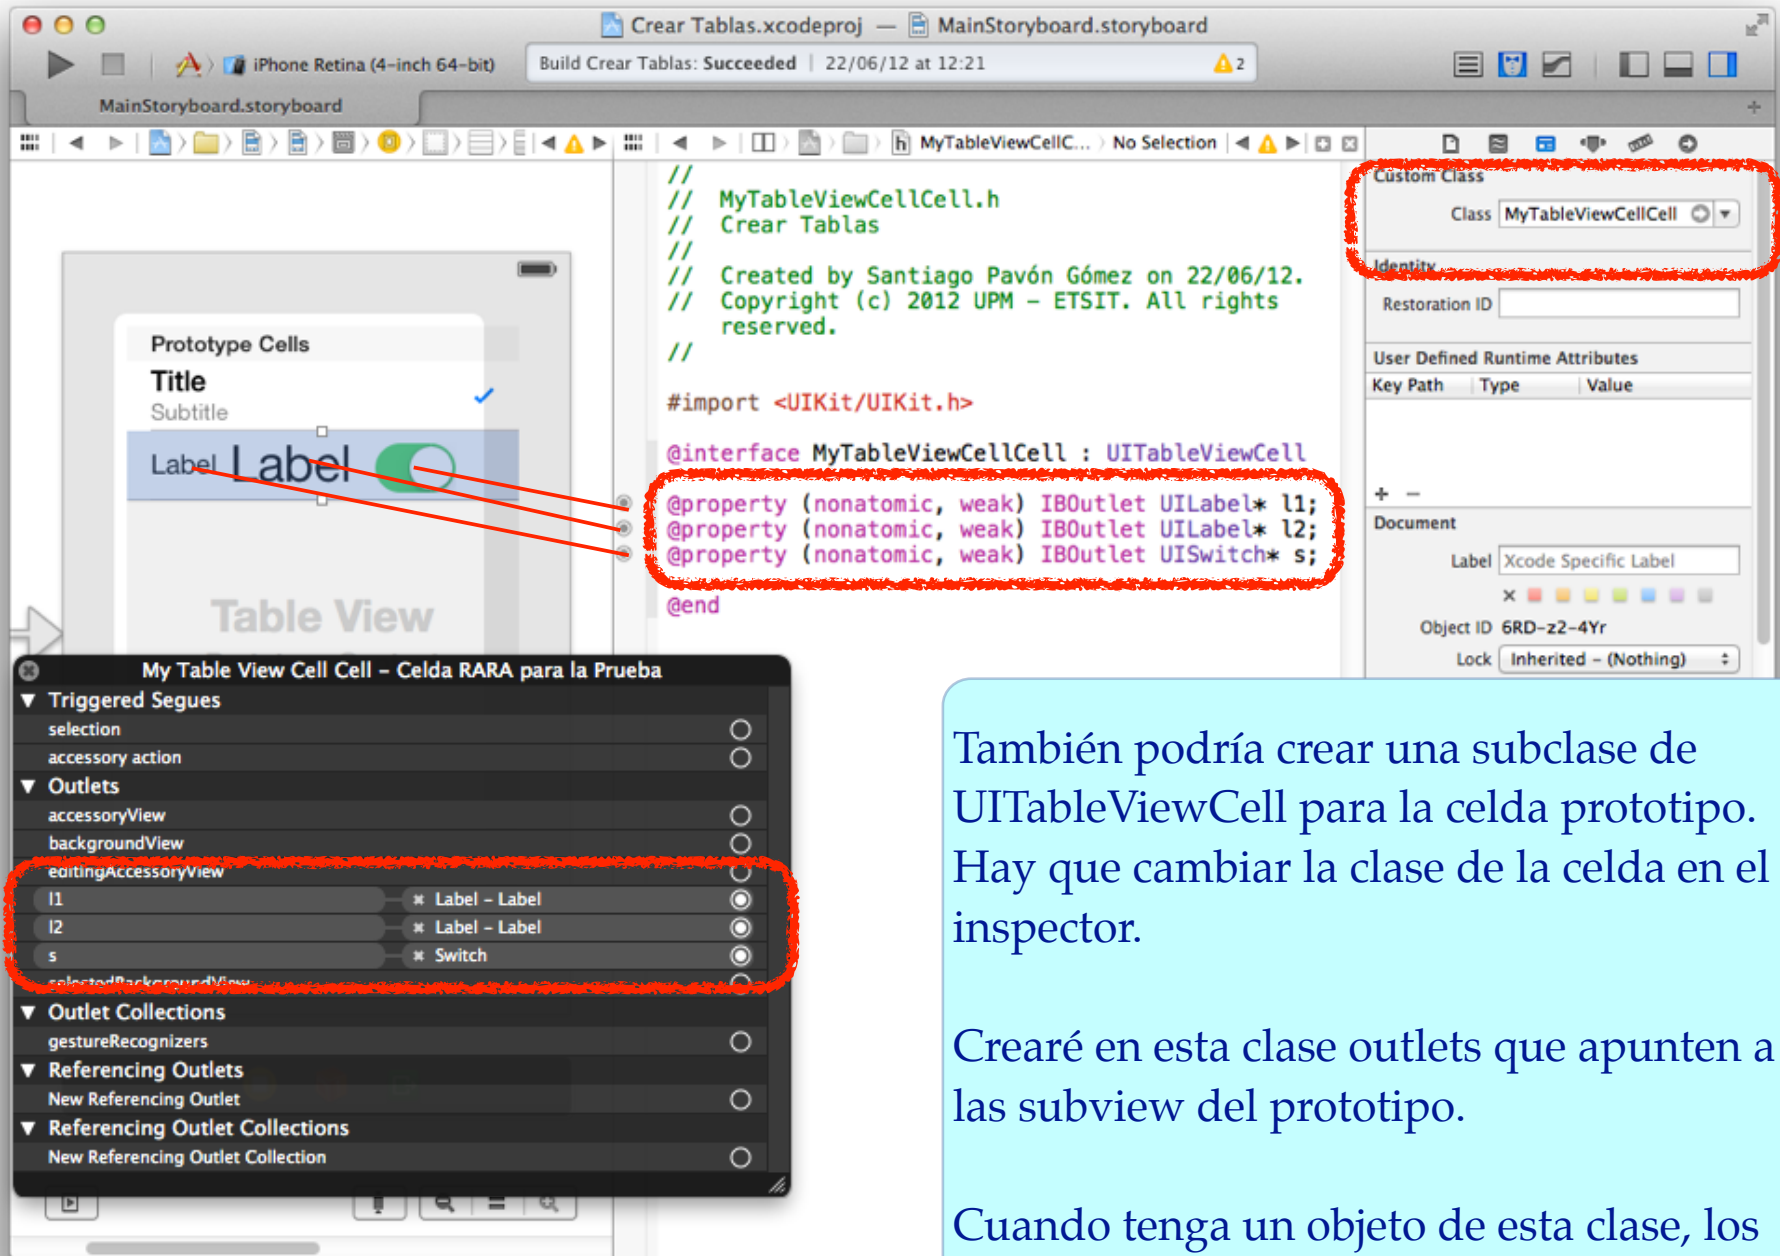 Crear Tablas.xcodeproj — MainStoryboard.storyboard
iPhone Retina (4-inch 64-bit)
Build Crear Tablas: Succeeded | 22/06/12 at 12:21
2
MainStoryboard.storyboard
h MyTableViewCellC... No Selection
Prototype Cells
Title
Subtitle
Label Label
Table View
//
// MyTableViewCellCell.h
// Crear Tablas
//
// Created by Santiago Pavón Gómez on 22/06/12.
// Copyright (c) 2012 UPM – ETSIT. All rights
reserved.
//
#import <UIKit/UIKit.h>
@interface MyTableViewCellCell : UITableViewCell
@property (nonatomic, weak) IBOutlet UILabel* l1;
@property (nonatomic, weak) IBOutlet UILabel* l2;
@property (nonatomic, weak) IBOutlet UISwitch* s;
@end
Custom Class
Class MyTableViewCellCell
Identity
Restoration ID
User Defined Runtime Attributes
Key Path Type Value
+ −
Document
Label Xcode Specific Label
Object ID 6RD-z2-4Yr
Lock Inherited – (Nothing)
My Table View Cell Cell – Celda RARA para la Prueba
Triggered Segues
selection
accessory action
Outlets
accessoryView
backgroundView
editingAccessoryView
l1 Label – Label
l2 Label – Label
s Switch
selectedBackgroundView
Outlet Collections
gestureRecognizers
Referencing Outlets
New Referencing Outlet
Referencing Outlet Collections
New Referencing Outlet Collection
También podría crear una subclase de
UITableViewCell para la celda prototipo.
Hay que cambiar la clase de la celda en el
inspector.
Crearé en esta clase outlets que apunten a
las subview del prototipo.
Cuando tenga un objeto de esta clase, los